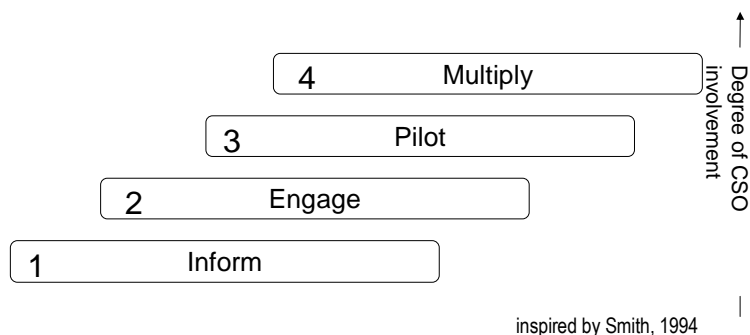 4 Multiply
3 Pilot
2 Engage
1 Inform
Degree of CSO
involvement
inspired by Smith, 1994